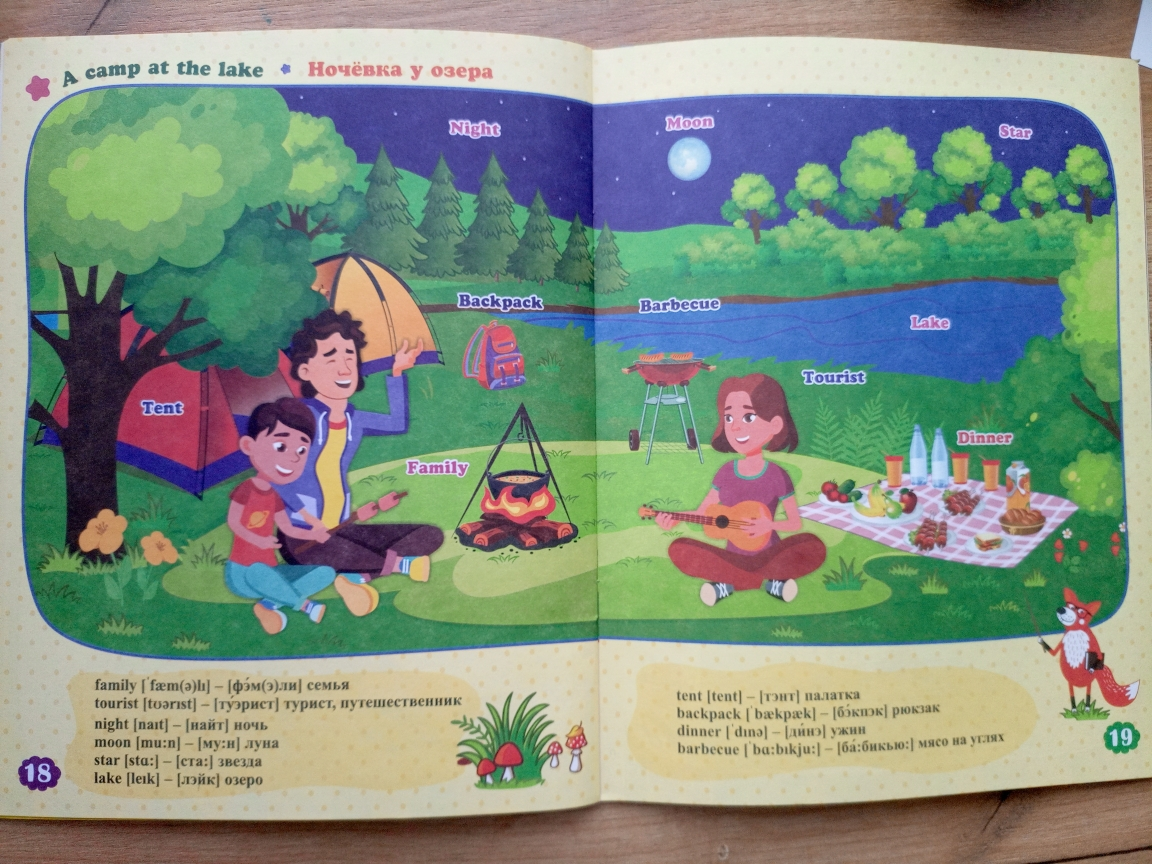 A camp at the lake Ночёвка у озера
Night
Moon
Star
Backpack
Barbecue
Lake
Tent
Tourist
Family
Dinner
family [ˈfæm(ə)lɪ] – [фэ́м(э)ли] семья
tourist [tʊərɪst] – [ту́эрист] турист, путешественник
night [naɪt] – [найт] ночь
moon [mu:n] – [му:н] луна
star [stɑ:] – [ста:] звезда
lake [leɪk] – [лэйк] озеро
18
tent [tent] – [тэнт] палатка
backpack [ˈbækpæk] – [бэ́кпэк] рюкзак
dinner [ˈdɪnə] – [ди́нэ] ужин
barbecue [ˈbɑ:bɪkju:] – [ба́:бикью:] мясо на углях
19